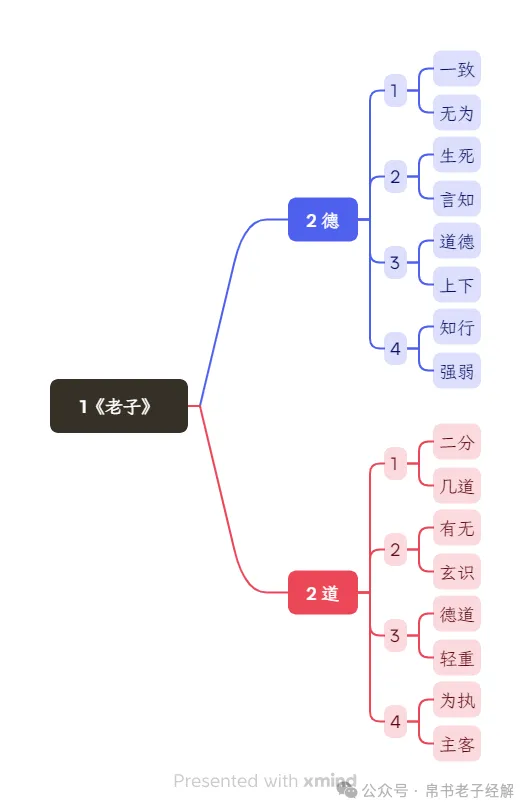 1《老子》
2 德
1
一致
无为
2
生死
言知
3
道德
上下
4
知行
强弱
2 道
1
二分
几道
2
有无
玄识
3
德道
轻重
4
为执
主客
Presented with xmind
公众号 · 帛书老子经解